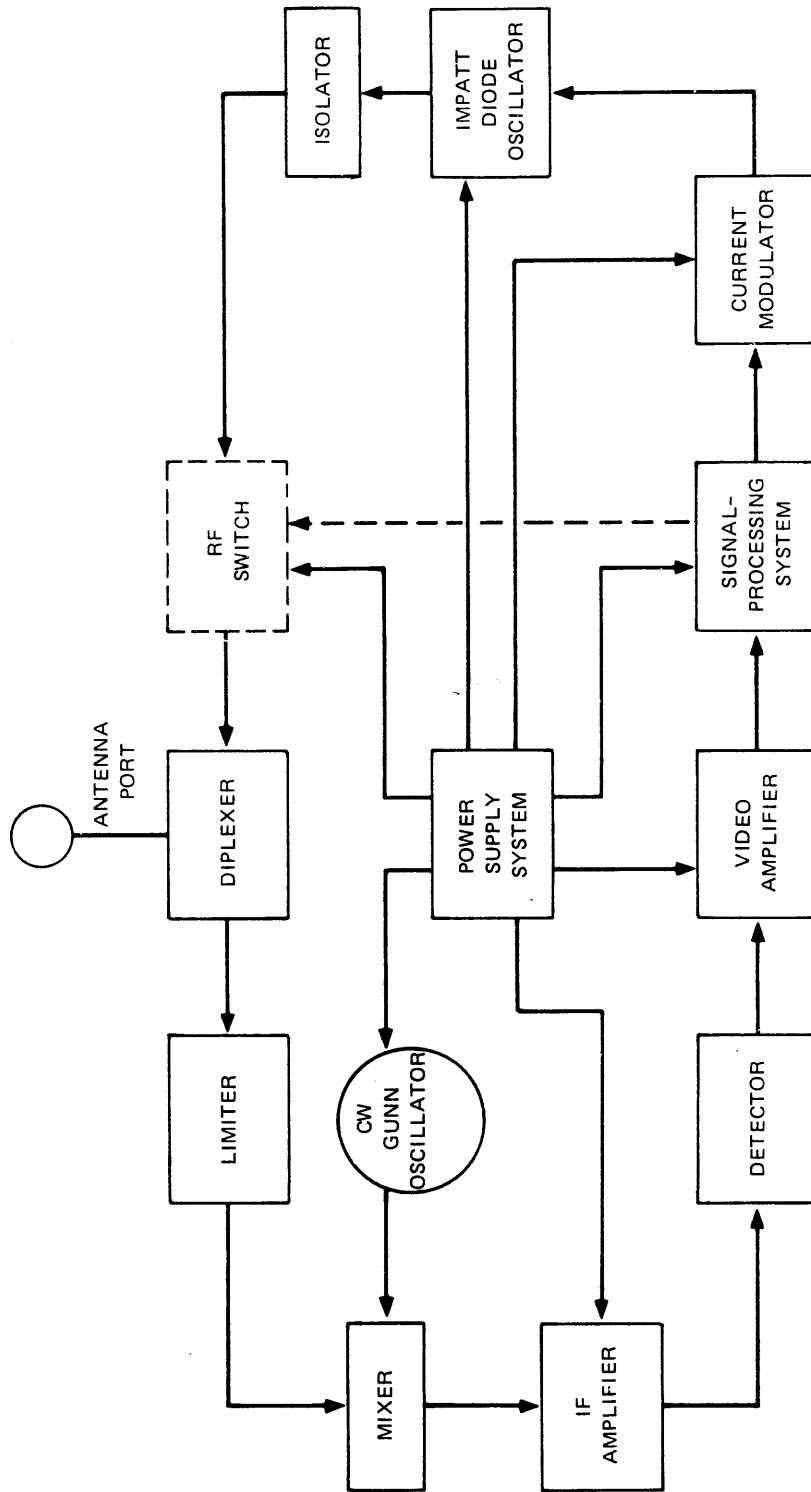 ANTENNA
PORT
LIMITER
DIPLEXER
RF
SWITCH
ISOLATOR
MIXER
CW
GUNN
OSCILLATOR
POWER
SUPPLY
SYSTEM
IMPATT
DIODE
OSCILLATOR
IF
AMPLIFIER
DETECTOR
VIDEO
AMPLIFIER
SIGNAL-
PROCESSING
SYSTEM
CURRENT
MODULATOR